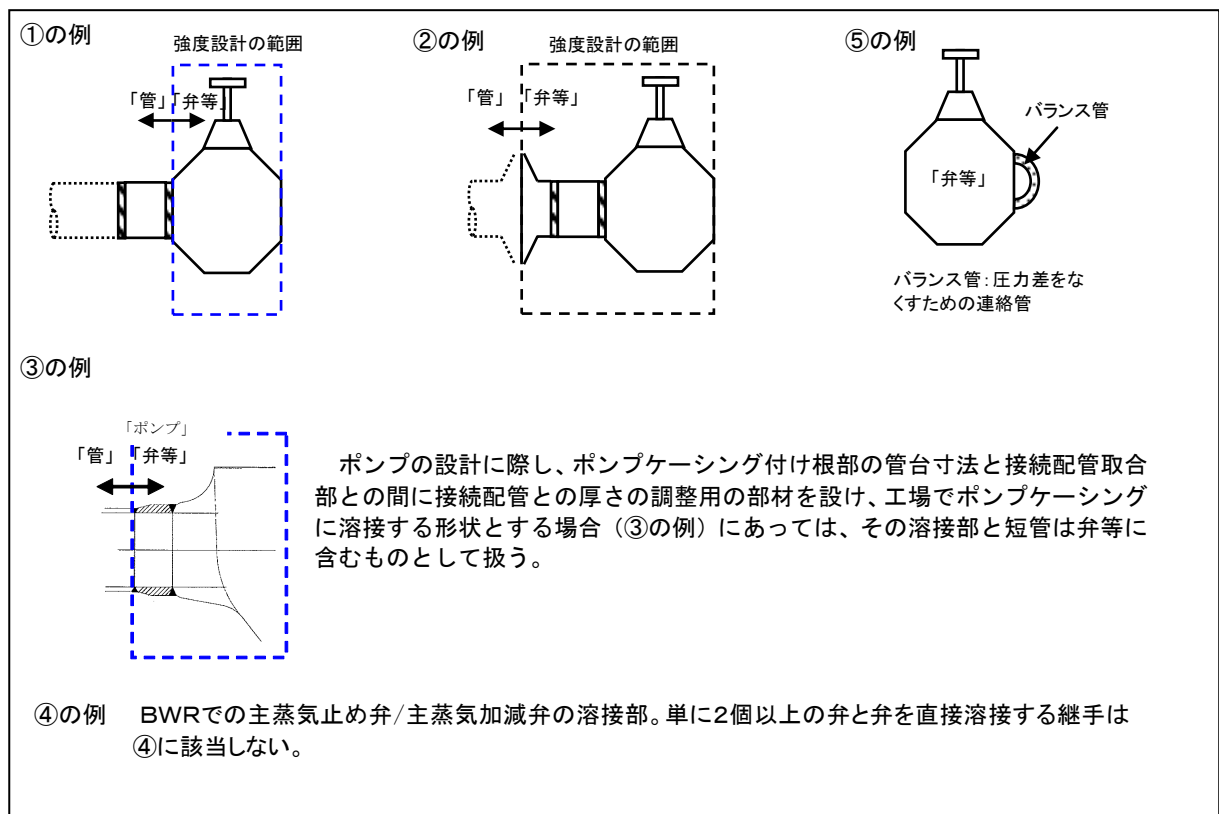 ①の例
強度設計の範囲
「管」「弁等」
②の例
強度設計の範囲
「管」「弁等」
⑤の例
バランス管
「弁等」
バランス管:圧力差をな
くすための連絡管
③の例
「ポンプ」
「管」「弁等」
ポンプの設計に際し、ポンプケーシング付け根部の管台寸法と接続配管取合
部との間に接続配管との厚さの調整用の部材を設け、工場でポンプケーシング
に溶接する形状とする場合(③の例)にあっては、その溶接部と短管は弁等に
含むものとして扱う。
④の例 BWRでの主蒸気止め弁/主蒸気加減弁の溶接部。単に2個以上の弁と弁を直接溶接する継手は
④に該当しない。